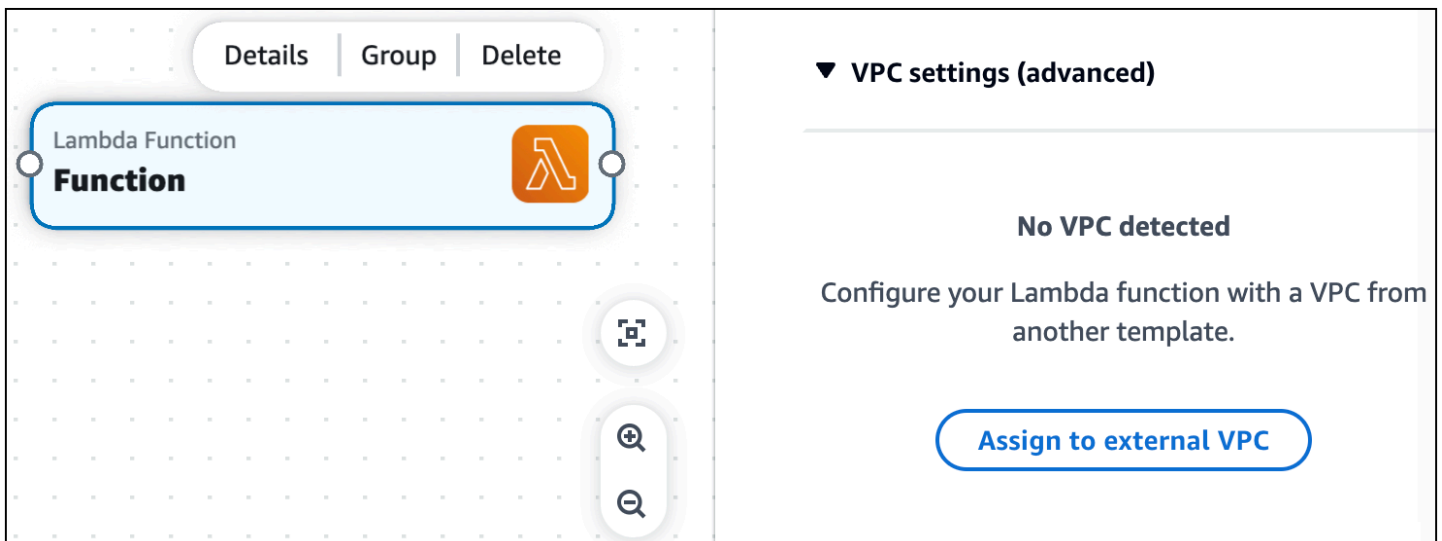 Details
Group
Delete
Lambda Function
Function
VPC settings (advanced)
No VPC detected
Configure your Lambda function with a VPC from
another template.
Assign to external VPC